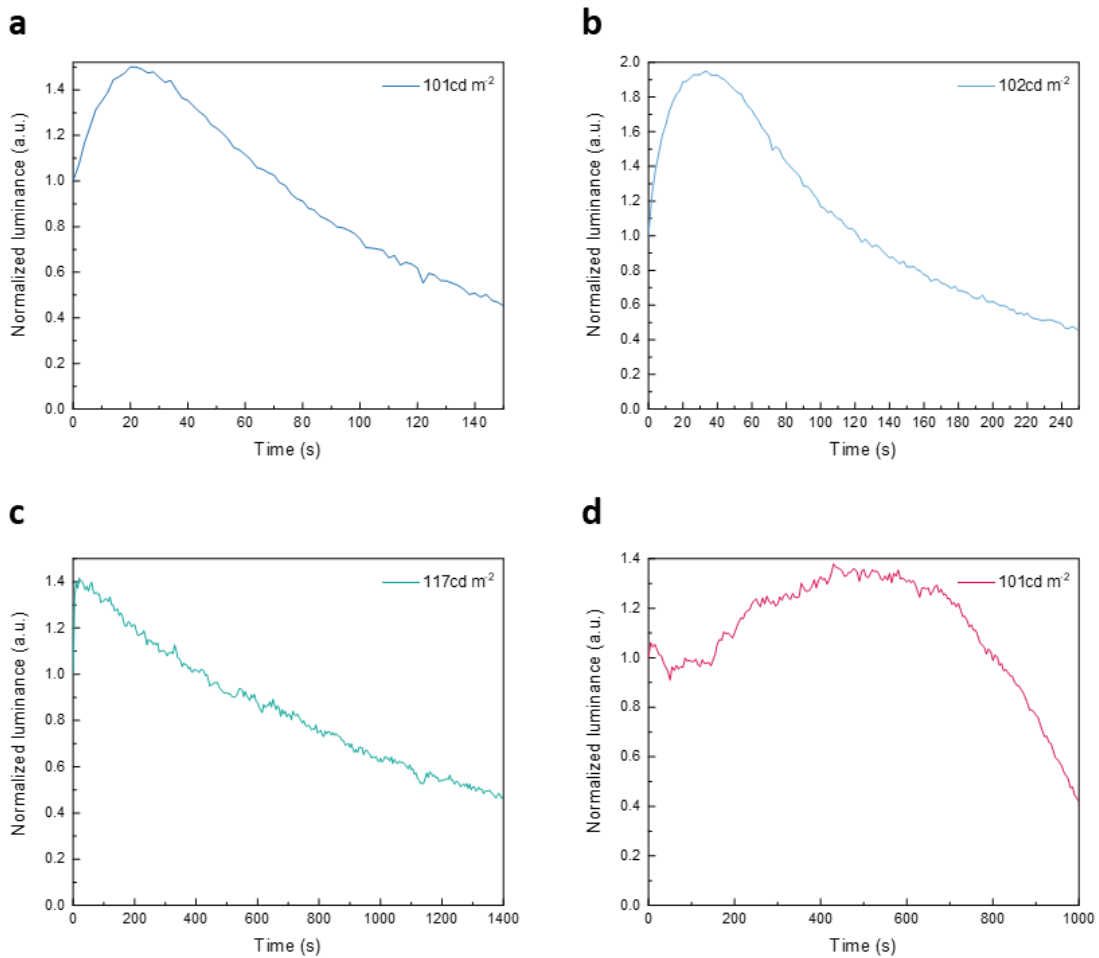 a
b
101cd m⁻²
102cd m⁻²
Normalized luminance (a.u.)
1.4
1.2
1.0
0.8
0.6
0.4
0.2
0.0
0 20 40 60 80 100 120 140
Time (s)
Normalized luminance (a.u.)
2.0
1.8
1.6
1.4
1.2
1.0
0.8
0.6
0.4
0.2
0.0
0 20 40 60 80 100 120 140 160 180 200 220 240
Time (s)
c
d
117cd m⁻²
101cd m⁻²
Normalized luminance (a.u.)
1.4
1.2
1.0
0.8
0.6
0.4
0.2
0.0
0 200 400 600 800 1000 1200 1400
Time (s)
Normalized luminance (a.u.)
1.4
1.2
1.0
0.8
0.6
0.4
0.2
0.0
0 200 400 600 800 1000
Time (s)